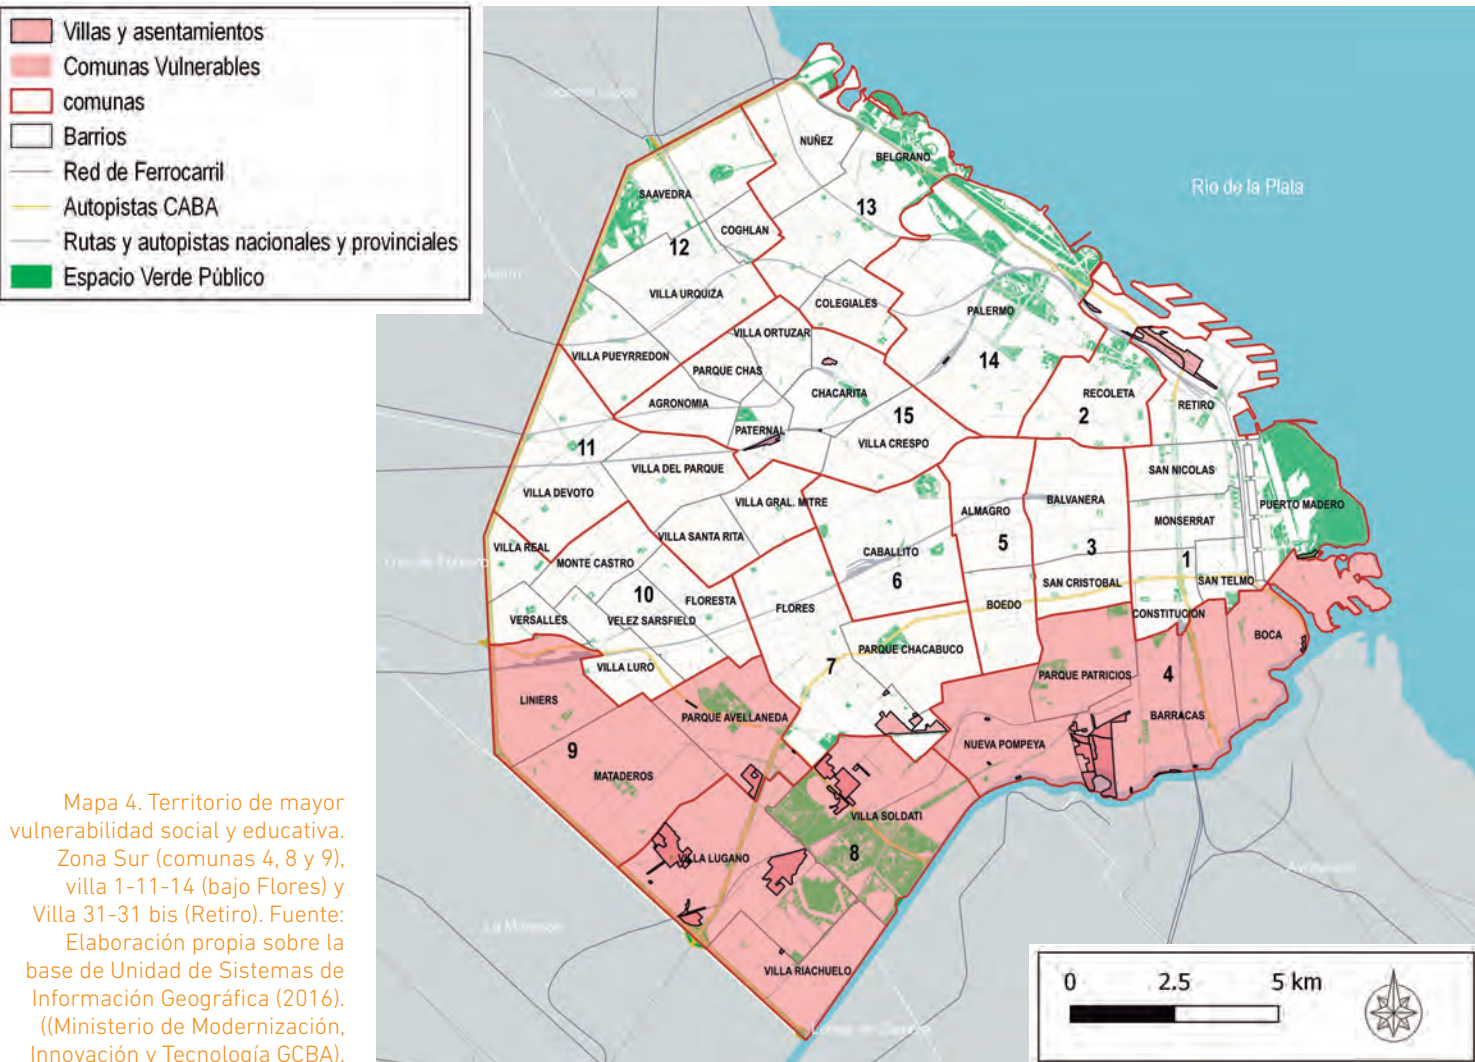 Villas y asentamientos
Comunas Vulnerables
comunas
Barrios
Red de Ferrocarril
Autopistas CABA
Rutas y autopistas nacionales y provinciales
Espacio Verde Público
Rio de la Plata
NUÑEZ
BELGRANO
SAAVEDRA
13
COGHLAN
12
VILLA URQUIZA
COLEGIALES
PALERMO
VILLA ORTUZAR
VILLA PUEYRREDON
PARQUE CHAS
14
CHACARITA
RECOLETA
AGRONOMIA
RETIRO
15
2
PATERNAL
VILLA CRESPO
11
VILLA DEL PARQUE
SAN NICOLAS
VILLA DEVOTO
VILLA GRAL. MITRE
BALVANERA
PUERTO MADERO
ALMAGRO
MONSERRAT
VILLA SANTA RITA
5
3
VILLA REAL
CABALLITO
MONTE CASTRO
1
6
SAN CRISTOBAL
SAN TELMO
10
FLORESTA
FLORES
BOEDO
CONSTITUCION
VERSALLES
VELEZ SARSFIELD
BOCA
PARQUE CHACABUCO
VILLA LURO
7
PARQUE PATRICIOS
4
LINIERS
PARQUE AVELLANEDA
BARRACAS
NUEVA POMPEYA
9
MATADEROS
VILLA SOLDATI
8
VILLA LUGANO
VILLA RIACHUELO
Mapa 4. Territorio de mayor
vulnerabilidad social y educativa.
Zona Sur (comunas 4, 8 y 9),
villa 1-11-14 (bajo Flores) y
Villa 31-31 bis (Retiro). Fuente:
Elaboración propia sobre la
base de Unidad de Sistemas de
Información Geográfica (2016).
((Ministerio de Modernización,
Innovación y Tecnología GCBA).
0 2.5 5 km